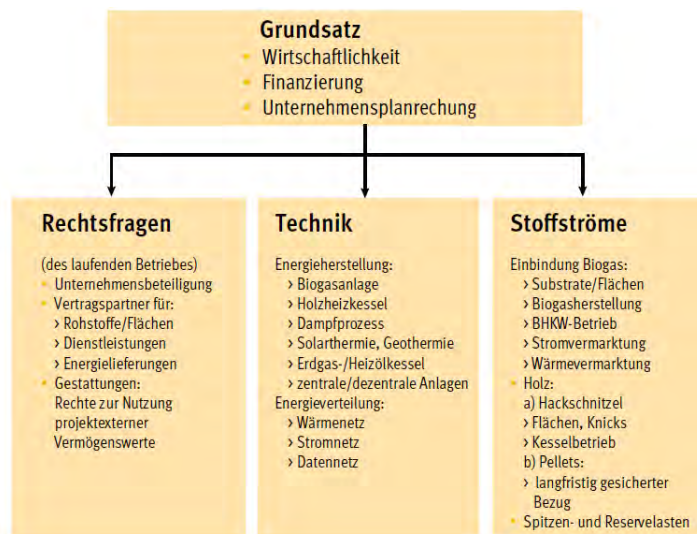 Grundsatz
• Wirtschaftlichkeit
• Finanzierung
• Unternehmensplanrechung
Rechtsfragen
(des laufenden Betriebes)
• Unternehmensbeteiligung
• Vertragspartner für:
> Rohstoffe/Flächen
> Dienstleistungen
> Energielieferungen
• Gestattungen:
Rechte zur Nutzung
projektexterner
Vermögenswerte
Technik
Energieherstellung:
> Biogasanlage
> Holzheizkessel
> Dampfprozess
> Solarthermie, Geothermie
> Erdgas-/Heizölkessel
> zentrale/dezentrale Anlagen
Energieverteilung:
> Wärmenetz
> Stromnetz
> Datennetz
Stoffströme
Einbindung Biogas:
> Substrate/Flächen
> Biogasherstellung
> BHKW-Betrieb
> Stromvermarktung
> Wärmevermarktung
• Holz:
a) Hackschnitzel
> Flächen, Knicks
> Kesselbetrieb
b) Pellets:
> langfristig gesicherter
Bezug
• Spitzen- und Reservelasten